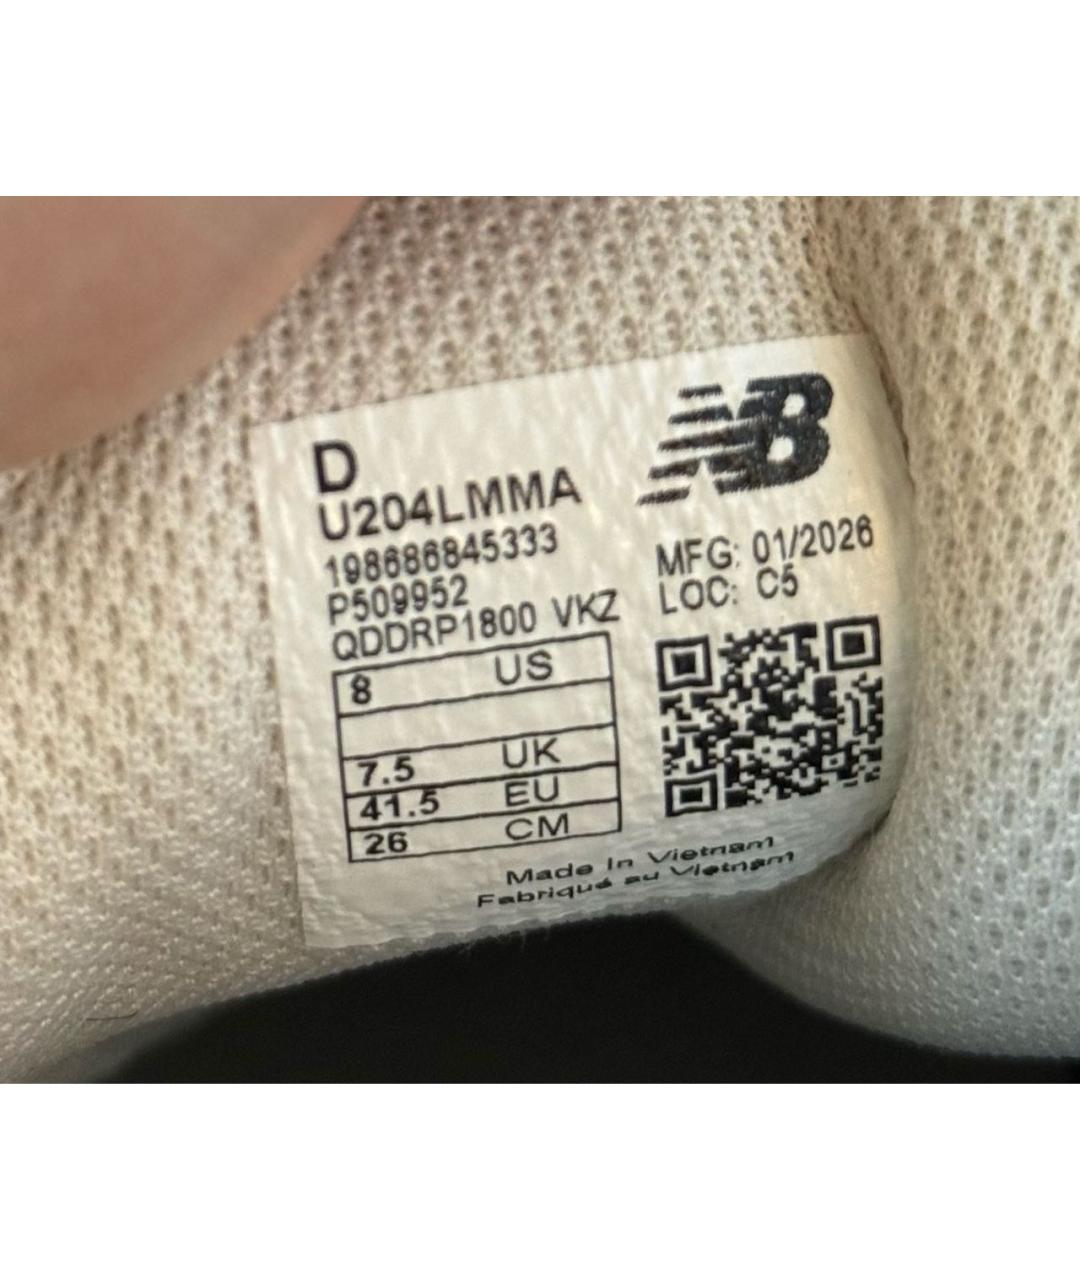 D
U204LMMA
198686845333
P509952
QDDRP1800 VKZ
8 US
7.5 UK
41.5 EU
26 CM
NB
MFG: 01/2026
LOC: C5
Made In Vietnam
Fabriqué au Vietnam